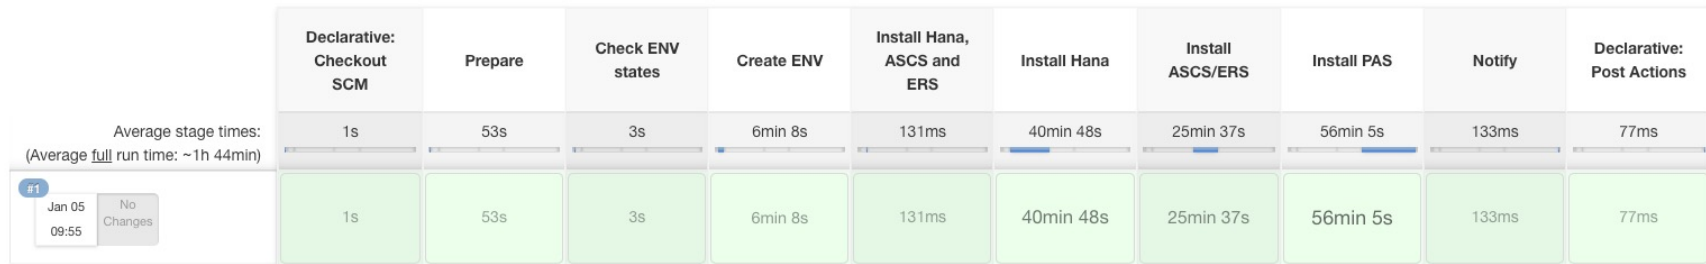 Declarative:
Checkout
SCM
Prepare
Check ENV
states
Create ENV
Install Hana,
ASCS and
ERS
Install Hana
Install
ASCS/ERS
Install PAS
Notify
Declarative:
Post Actions
Average stage times:
(Average full run time: ~1h 44min)
1s
53s
3s
6min 8s
131ms
40min 48s
25min 37s
56min 5s
133ms
77ms
#1
Jan 05
09:55
No
Changes
1s
53s
3s
6min 8s
131ms
40min 48s
25min 37s
56min 5s
133ms
77ms